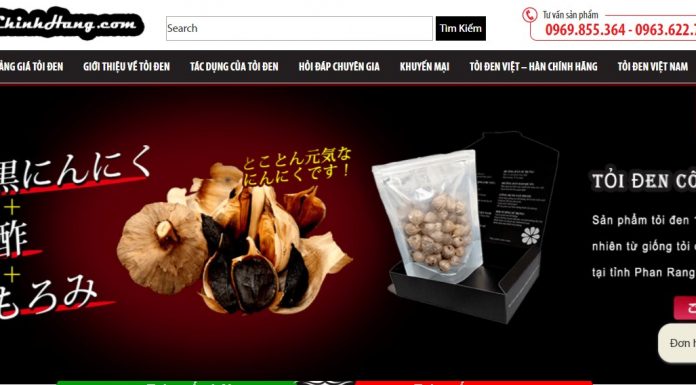 ChinhHang.com
Search
Tìm Kiếm
Tư vấn sản phẩm
0969.855.364 - 0963.622.
GIÁ TỎI ĐEN
GIỚI THIỆU VỀ TỎI ĐEN
TÁC DỤNG CỦA TỎI ĐEN
HỎI ĐÁP CHUYÊN GIA
KHUYẾN MẠI
TỎI ĐEN VIỆT – HÀN CHÍNH HÃNG
TỎI ĐEN VIỆT NAM
黒にんにく
+
酢
+
もろみ
とことん元気な
にんにくです！
TỎI ĐEN CÔ
Sản phẩm tỏi đen
nhiên từ giống tỏi
tại tỉnh Phan Rang
Đơn h